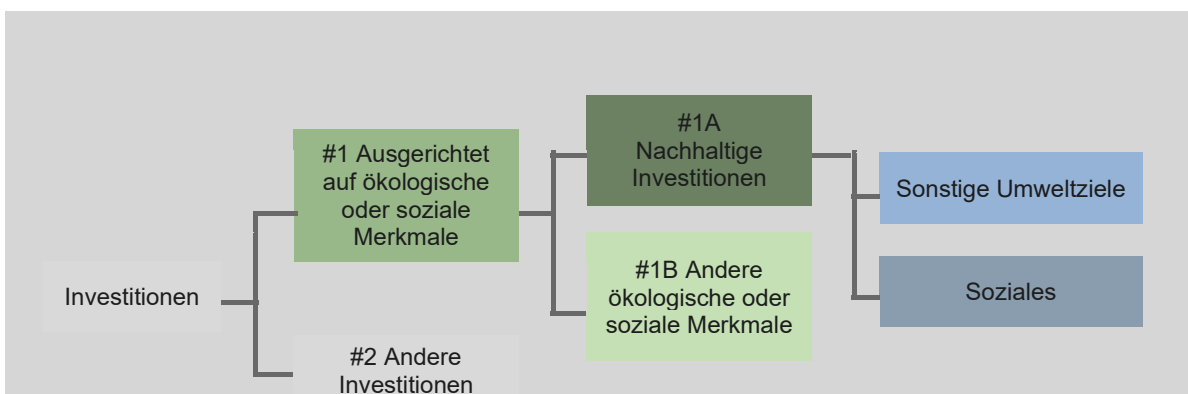 Investitionen
#1 Ausgerichtet
auf ökologische
oder soziale
Merkmale
#2 Andere
Investitionen
#1A
Nachhaltige
Investitionen
#1B Andere
ökologische oder
soziale Merkmale
Sonstige Umweltziele
Soziales